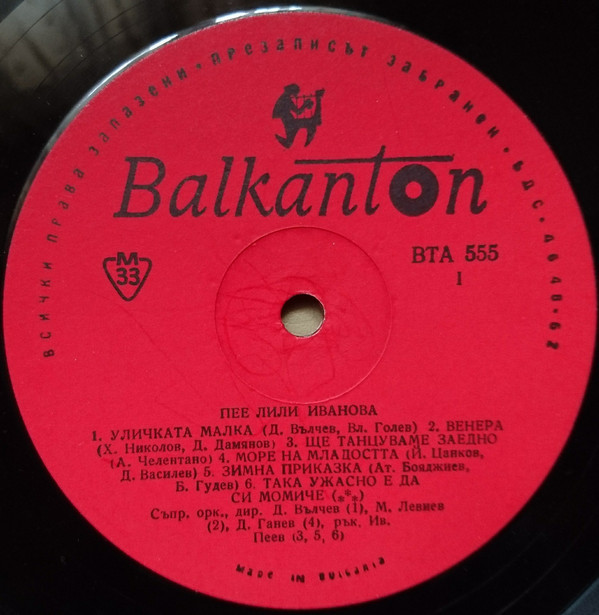 ВСИЧКИ ПРАВА ЗАПАЗЕНИ · ПРЕЗАПИСЪТ ЗАБРАНЕН · БДС · 4640-62
Balkanton
М
33
ВТА 555
I
ПЕЕ ЛИЛИ ИВАНОВА
1. УЛИЧКАТА МАЛКА (Д. Вълчев, Вл. Голев) 2. ВЕНЕРА
(Х. Николов, Д. Дамянов) 3. ЩЕ ТАНЦУВАМЕ ЗАЕДНО
(А. Челентано) 4. МОРЕ НА МЛАДОСТТА (Й. Цанков,
Д. Василев) 5. ЗИМНА ПРИКАЗКА (Ат. Бояджиев,
Б. Гудев) 6. ТАКА УЖАСНО Е ДА
СИ МОМИЧЕ (***)
Съпр. орк., дир. Д. Вълчев (1), М. Левиев
(2), Д. Ганев (4), рък. Ив.
Пеев (3, 5, 6)
MADE IN BULGARIA